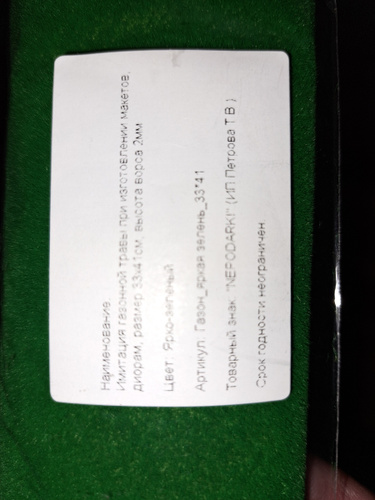 Наименование
Имитация газонной травы при изготовлении макетов,
диорам, размер 33х41см, высота ворса 2мм
Цвет: Ярко-зеленый
Артикул: Газон_яркая зелень_33*41
Товарный знак: "NEPODARKI" (ИП Петрова Т.В.)
Срок годности неограничен